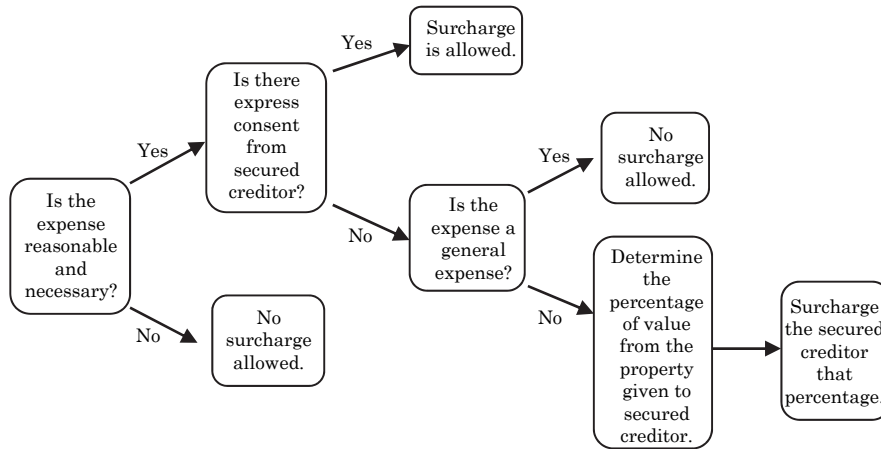 Is the
expense
reasonable
and
necessary?
Yes
No
Is there
express
consent
from
secured
creditor?
No
surcharge
allowed.
Yes
No
Surcharge
is allowed.
Is the
expense a
general
expense?
Yes
No
No
surcharge
allowed.
Determine
the
percentage
of value
from the
property
given to
secured
creditor.
Surcharge
the secured
creditor
that
percentage.